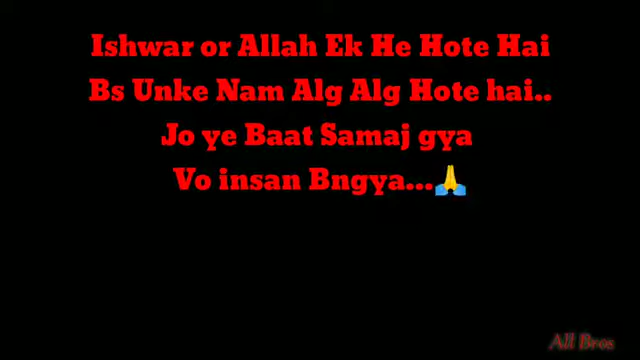 Ishwar or Allah Ek He Hote Hai
Bs Unke Nam Alg Alg Hote hai..
Jo ye Baat Samaj gya
Vo insan Bngya...🙏
All Bros